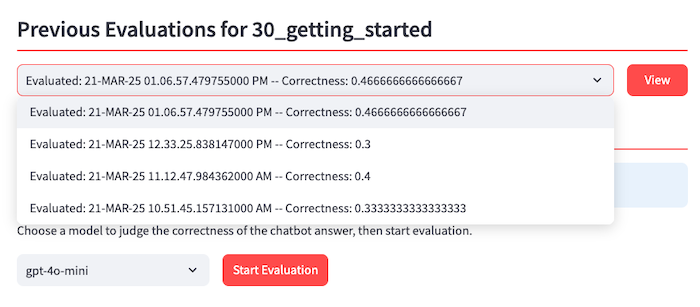 Previous Evaluations for 30_getting_started
Evaluated: 21-MAR-25 01.06.57.479755000 PM -- Correctness: 0.4666666666666667
View
Evaluated: 21-MAR-25 01.06.57.479755000 PM -- Correctness: 0.4666666666666667
Evaluated: 21-MAR-25 12.33.25.838147000 PM -- Correctness: 0.3
Evaluated: 21-MAR-25 11.12.47.984362000 AM -- Correctness: 0.4
Evaluated: 21-MAR-25 10.51.45.157131000 AM -- Correctness: 0.3333333333333333
Choose a model to judge the correctness of the chatbot answer, then start evaluation.
gpt-4o-mini
Start Evaluation